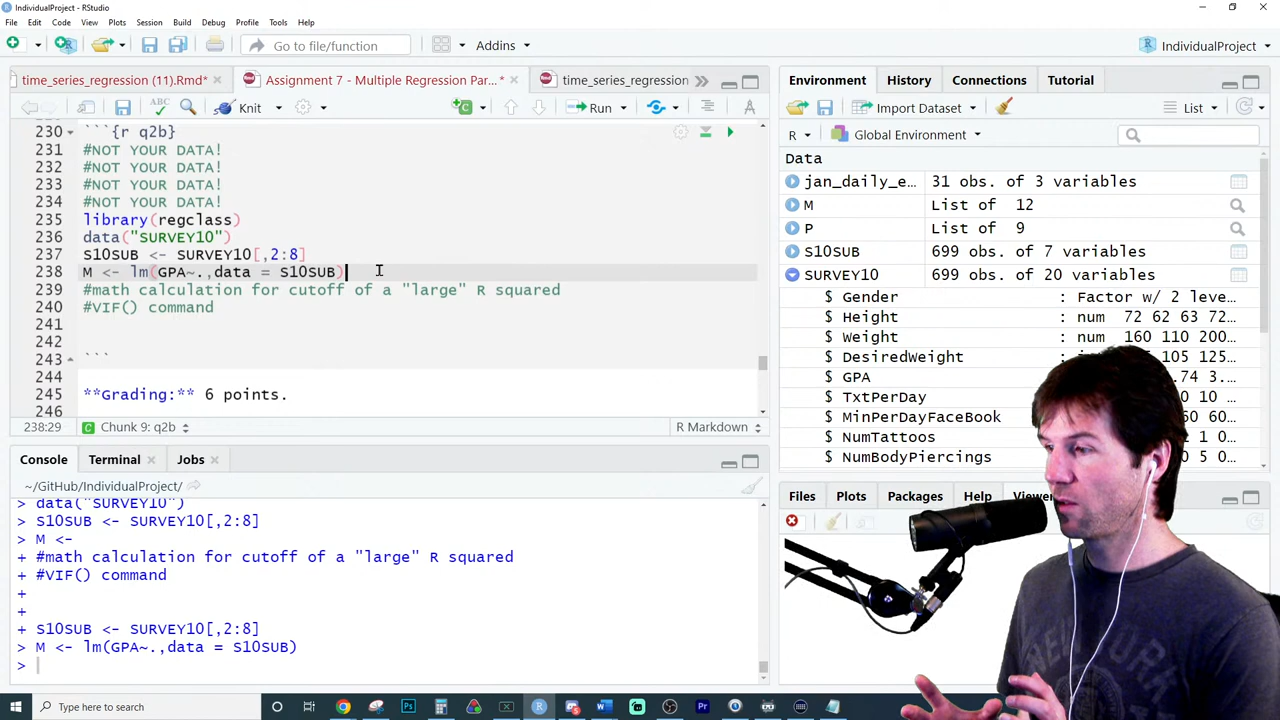 IndividualProject - RStudio
File Edit Code View Plots Session Build Debug Profile Tools Help
Go to file/function Addins IndividualProject
time_series_regression (11).Rmd* Assignment 7 - Multiple Regression Par...* time_series_regression
Knit Run
230 ```{r q2b}
231 #NOT YOUR DATA!
232 #NOT YOUR DATA!
233 #NOT YOUR DATA!
234 #NOT YOUR DATA!
235 library(regclass)
236 data("SURVEY10")
237 S10SUB <- SURVEY10[,2:8]
238 M <- lm(GPA~.,data = S10SUB)
239 #math calculation for cutoff of a "large" R squared
240 #VIF() command
241
242
243 ```
244
245 **Grading:** 6 points.
246
238:29 Chunk 9: q2b R Markdown
Console Terminal Jobs
~/GitHub/IndividualProject/
> data("SURVEY10")
> S10SUB <- SURVEY10[,2:8]
> M <-
+ #math calculation for cutoff of a "large" R squared
+ #VIF() command
+
+
+ S10SUB <- SURVEY10[,2:8]
> M <- lm(GPA~.,data = S10SUB)
>
Environment History Connections Tutorial
Import Dataset List
R Global Environment
Data
jan_daily_e... 31 obs. of 3 variables
M List of 12
P List of 9
S10SUB 699 obs. of 7 variables
SURVEY10 699 obs. of 20 variables
$ Gender : Factor w/ 2 leve...
$ Height : num 72 62 63 72...
$ Weight : num 160 110 200...
$ DesiredWeight 105 125
$ GPA .74 3.
$ TxtPerDay
$ MinPerDayFaceBook
$ NumTattoos
$ NumBodyPiercings
Files Plots Packages Help Viewer
Type here to search